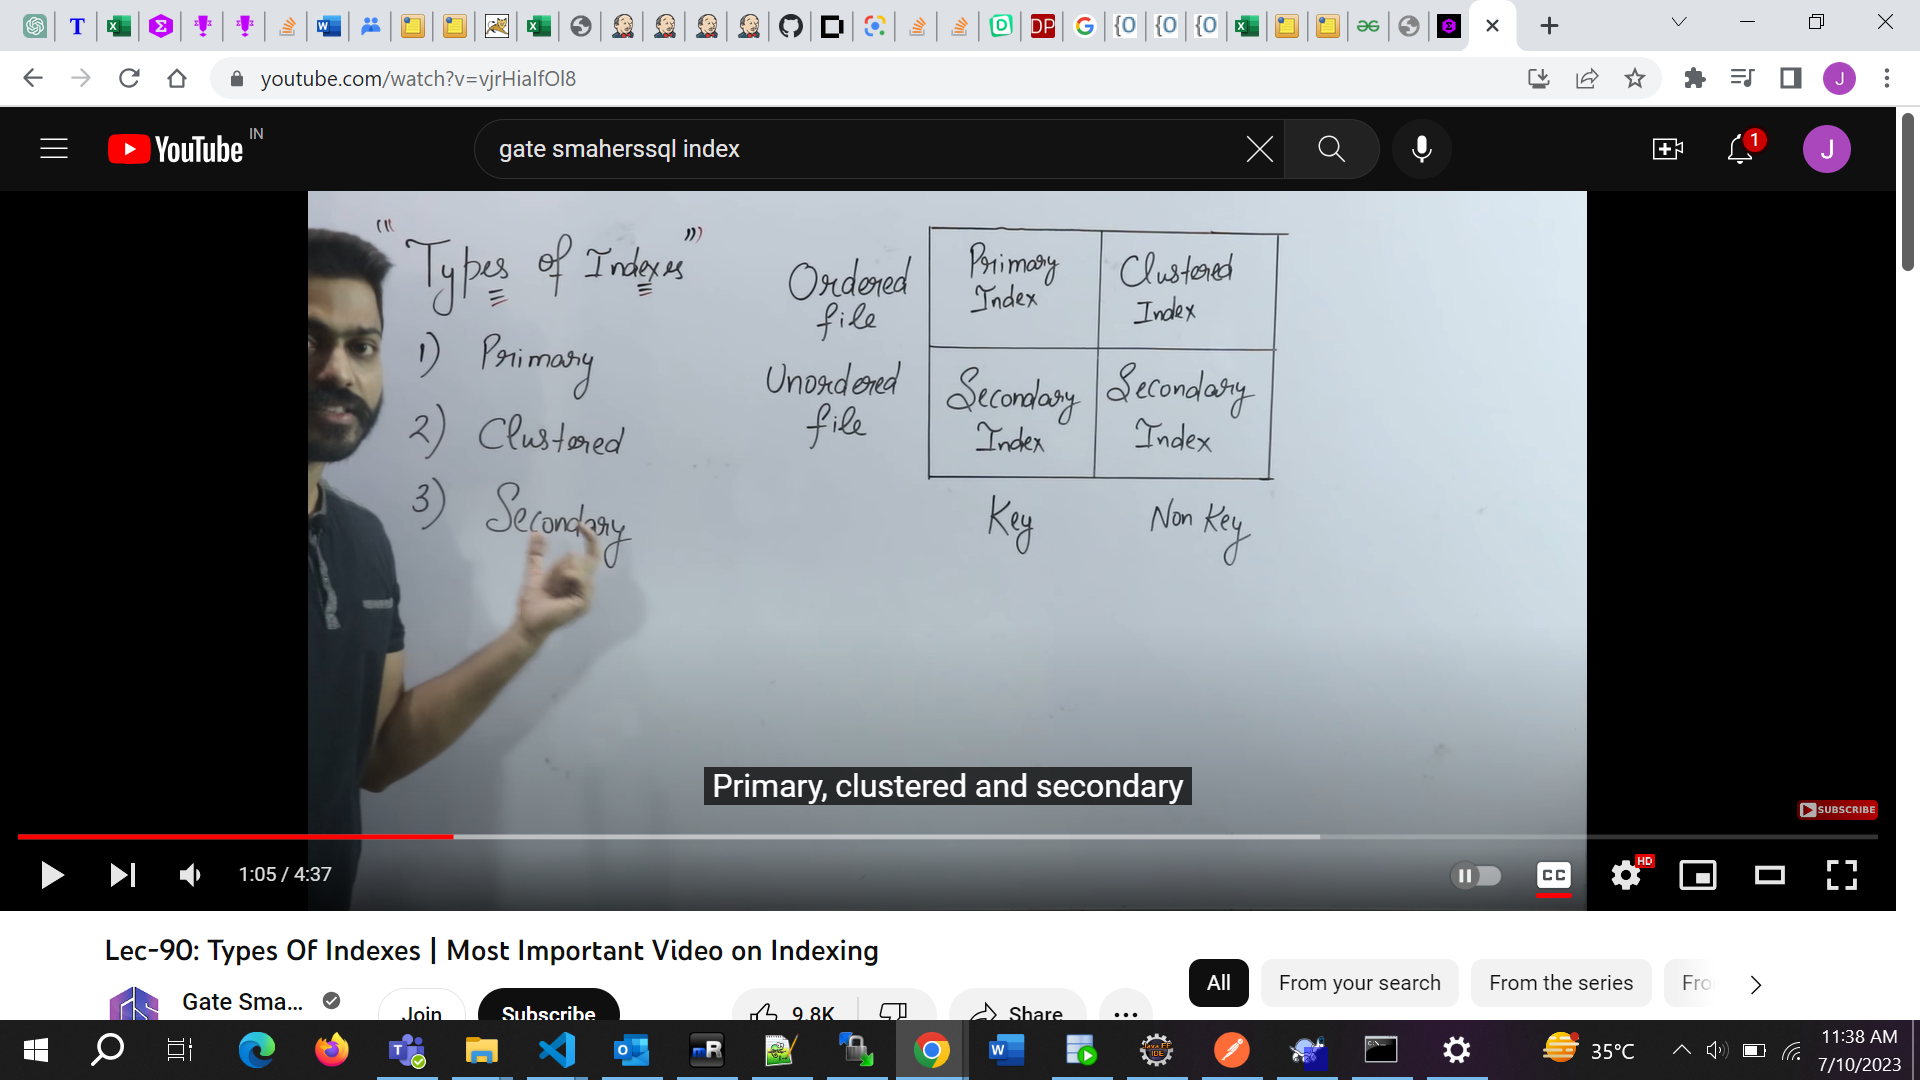 youtube.com/watch?v=vjrHiaIfOl8
J
YouTube IN
gate smaherssql index
1
J
"Types of Indexes"
1) Primary
2) Clustered
3) Secondary
Ordered file
Unordered file
Primary Index
Clustered Index
Secondary Index
Secondary Index
Key
Non Key
Primary, clustered and secondary
SUBSCRIBE
1:05 / 4:37
CC
HD
Lec-90: Types Of Indexes | Most Important Video on Indexing
Gate Sma...
Join
Subscribe
9.8K
Share
All
From your search
From the series
Fro
35°C
11:38 AM
7/10/2023